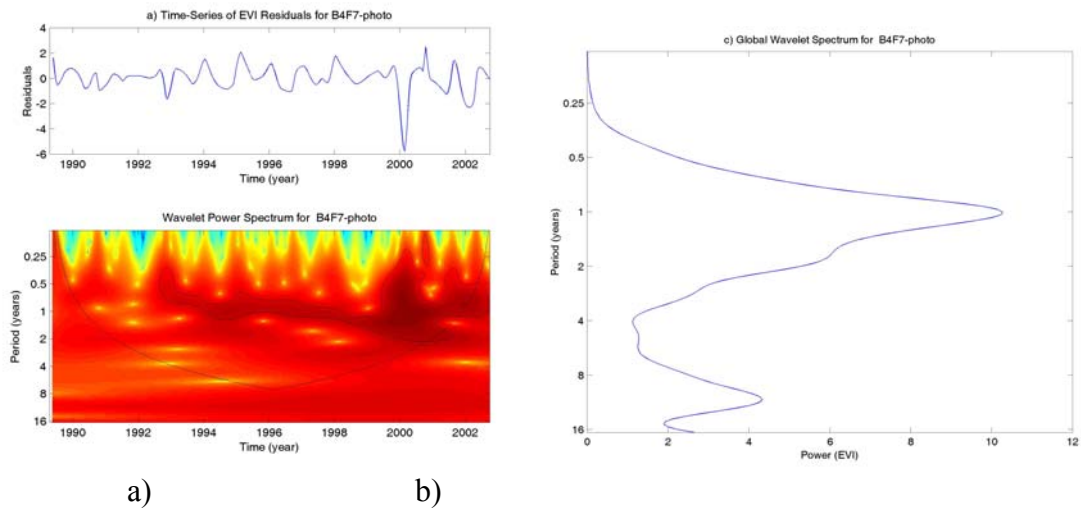 a) Time-Series of EVI Residuals for B4F7-photo
4
2
0
-2
-4
-6
Residuals
1990 1992 1994 1996 1998 2000 2002
Time (year)
Wavelet Power Spectrum for B4F7-photo
0.25
0.5
1
2
4
8
16
Period (years)
1990 1992 1994 1996 1998 2000 2002
Time (year)
c) Global Wavelet Spectrum for B4F7-photo
0.25
0.5
1
2
4
8
16
Period (years)
0 2 4 6 8 10 12
Power (EVI)
a) b)